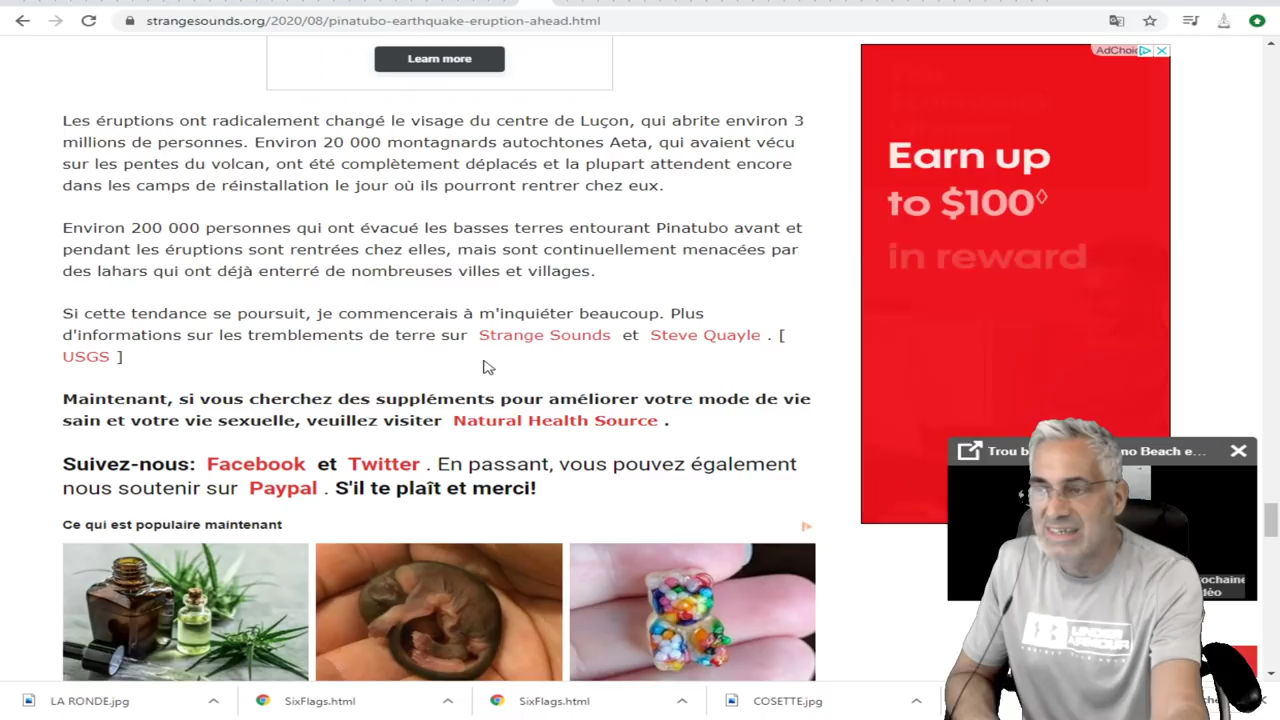 strangesounds.org/2020/08/pinatubo-earthquake-eruption-ahead.html
Learn more
AdChoi
Les éruptions ont radicalement changé le visage du centre de Luçon, qui abrite environ 3
millions de personnes. Environ 20 000 montagnards autochtones Aeta, qui avaient vécu
sur les pentes du volcan, ont été complètement déplacés et la plupart attendent encore
dans les camps de réinstallation le jour où ils pourront rentrer chez eux.
Environ 200 000 personnes qui ont évacué les basses terres entourant Pinatubo avant et
pendant les éruptions sont rentrées chez elles, mais sont continuellement menacées par
des lahars qui ont déjà enterré de nombreuses villes et villages.
Si cette tendance se poursuit, je commencerais à m'inquiéter beaucoup. Plus
d'informations sur les tremblements de terre sur Strange Sounds et Steve Quayle . [
USGS ]
Maintenant, si vous cherchez des suppléments pour améliorer votre mode de vie
sain et votre vie sexuelle, veuillez visiter Natural Health Source .
Suivez-nous: Facebook et Twitter . En passant, vous pouvez également
nous soutenir sur Paypal . S'il te plaît et merci!
Ce qui est populaire maintenant
Earn up
to $100◊
in reward
Trou b
no Beach e...
ochaine
déo
UNDER
ARMOUR
LA RONDE.jpg
SixFlags.html
SixFlags.html
COSETTE.jpg